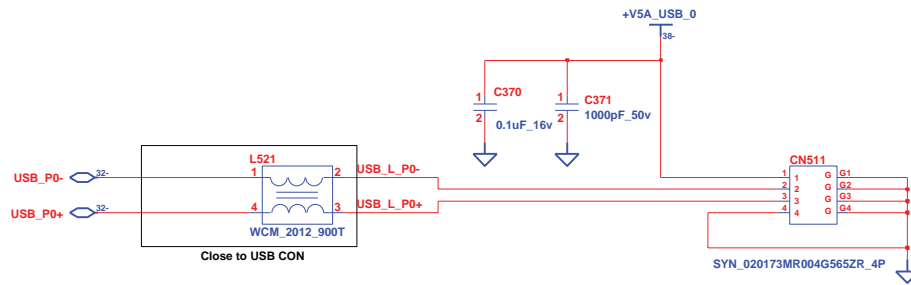 +V5A_USB_0
38-
1
C370
2
0.1uF_16v
1
C371
2
1000pF_50v
USB_P0-
32-
USB_P0+
32-
L521
1
2
4
3
WCM_2012_900T
Close to USB CON
USB_L_P0-
USB_L_P0+
CN511
1
1
G
G1
2
2
G
G2
3
3
G
G3
4
4
G
G4
SYN_020173MR004G565ZR_4P